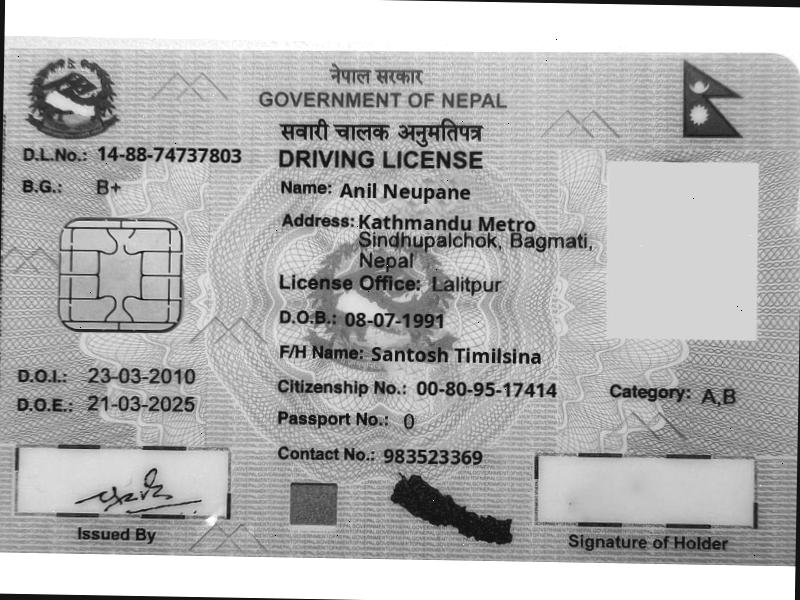 नेपाल सरकार
GOVERNMENT OF NEPAL
सवारी चालक अनुमतिपत्र
DRIVING LICENSE
D.L.No.: 14-88-74737803
B.G.: B+
Name: Anil Neupane
Address: Kathmandu Metro
Sindhupalchok, Bagmati,
Nepal
License Office: Lalitpur
D.O.B.: 08-07-1991
F/H Name: Santosh Timilsina
D.O.I.: 23-03-2010
Citizenship No.: 00-80-95-17414
Category: A,B
D.O.E.: 21-03-2025
Passport No.: 0
Contact No.: 983523369
Issued By
Signature of Holder